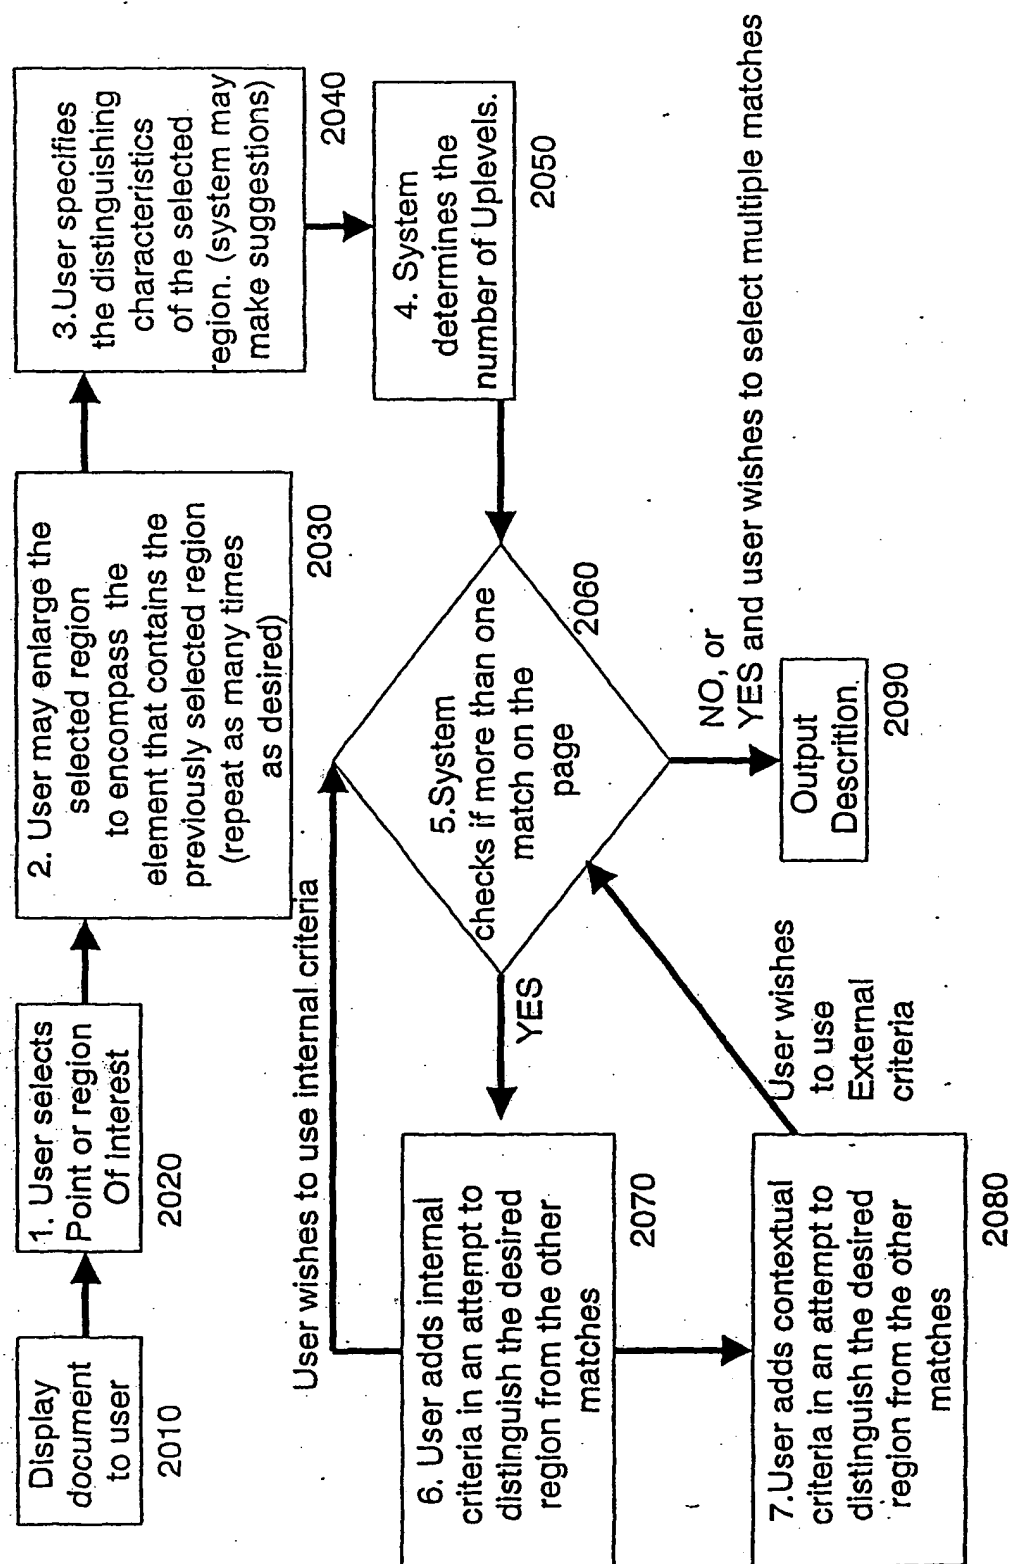 Display
document
to user
2010
1. User selects
Point or region
Of interest
2020
2. User may enlarge the
selected region
to encompass the
element that contains the
previously selected region
(repeat as many times
as desired)
2030
3.User specifies
the distinguishing
characteristics
of the selected
region. (system may
make suggestions)
2040
4. System
determines the
number of Uplevels.
2050
5.System
checks if more than one
match on the
page
2060
YES
NO, or
YES and user wishes to select multiple matches
Output
Descrition.
2090
User wishes to use internal criteria
6. User adds internal
criteria in an attempt to
distinguish the desired
region from the other
matches
2070
7.User adds contextual
criteria in an attempt to
distinguish the desired
region from the other
matches
2080
User wishes
to use
External
criteria